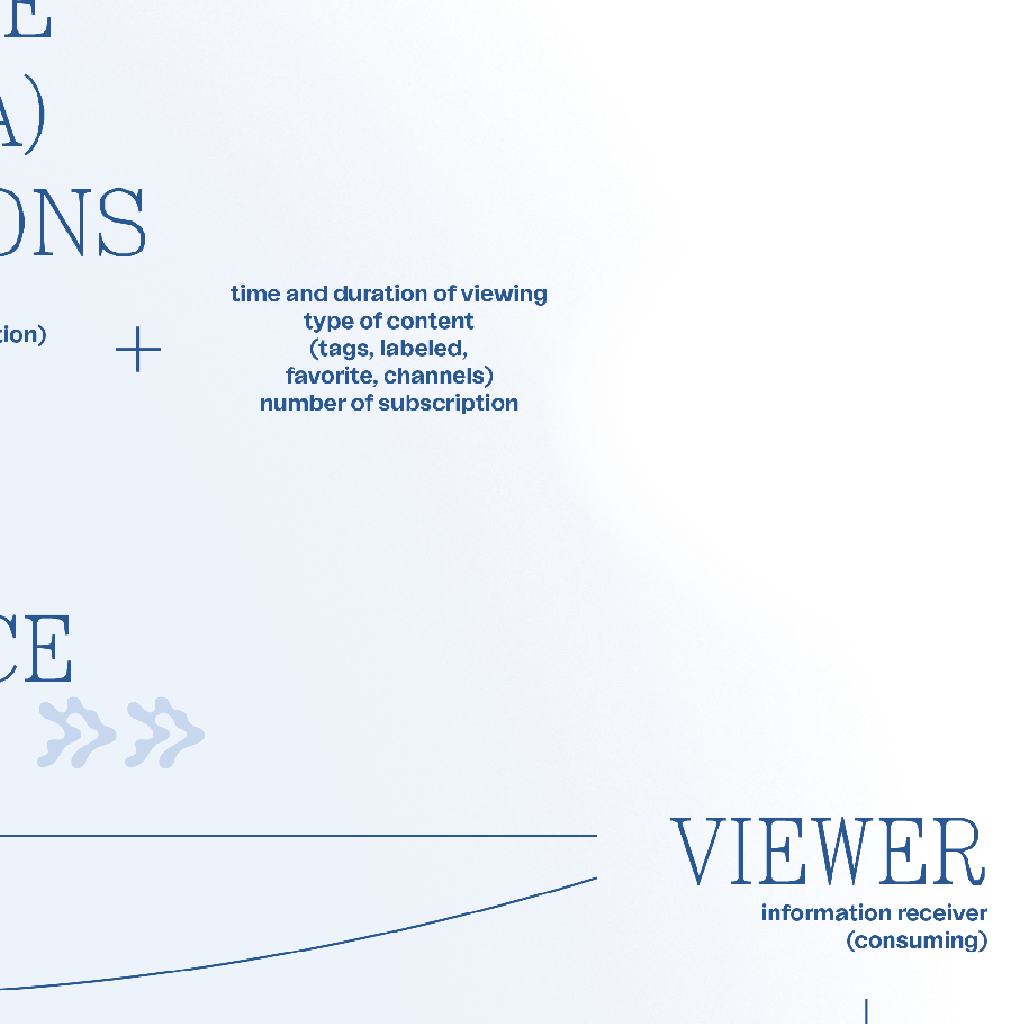 E
A)
ONS
time and duration of viewing
type of content
(tags, labeled,
favorite, channels)
number of subscription
tion)
+
CE
VIEWER
information receiver
(consuming)